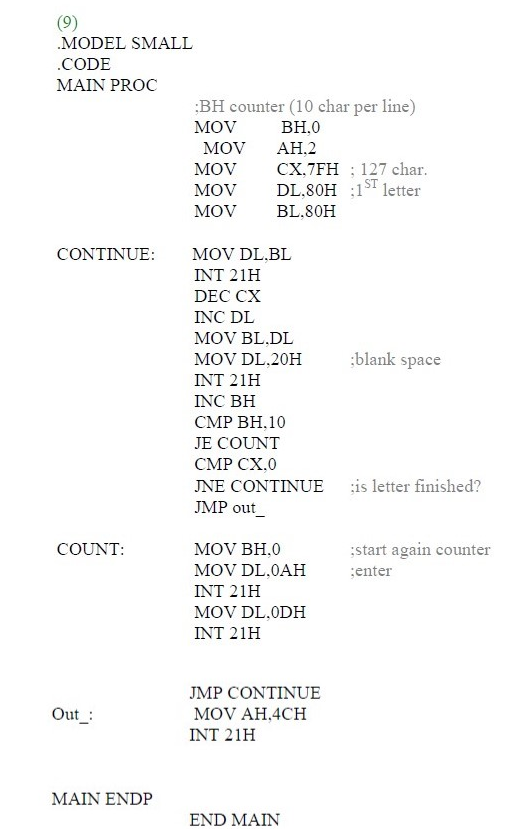 (9)
.MODEL SMALL
.CODE
MAIN PROC
;BH counter (10 char per line)
MOV BH,0
MOV AH,2
MOV CX,7FH ; 127 char.
MOV DL,80H ;1ST letter
MOV BL,80H
CONTINUE: MOV DL,BL
INT 21H
DEC CX
INC DL
MOV BL,DL
MOV DL,20H ;blank space
INT 21H
INC BH
CMP BH,10
JE COUNT
CMP CX,0
JNE CONTINUE ;is letter finished?
JMP out_
COUNT: MOV BH,0 ;start again counter
MOV DL,0AH ;enter
INT 21H
MOV DL,0DH
INT 21H
JMP CONTINUE
Out_: MOV AH,4CH
INT 21H
MAIN ENDP
END MAIN